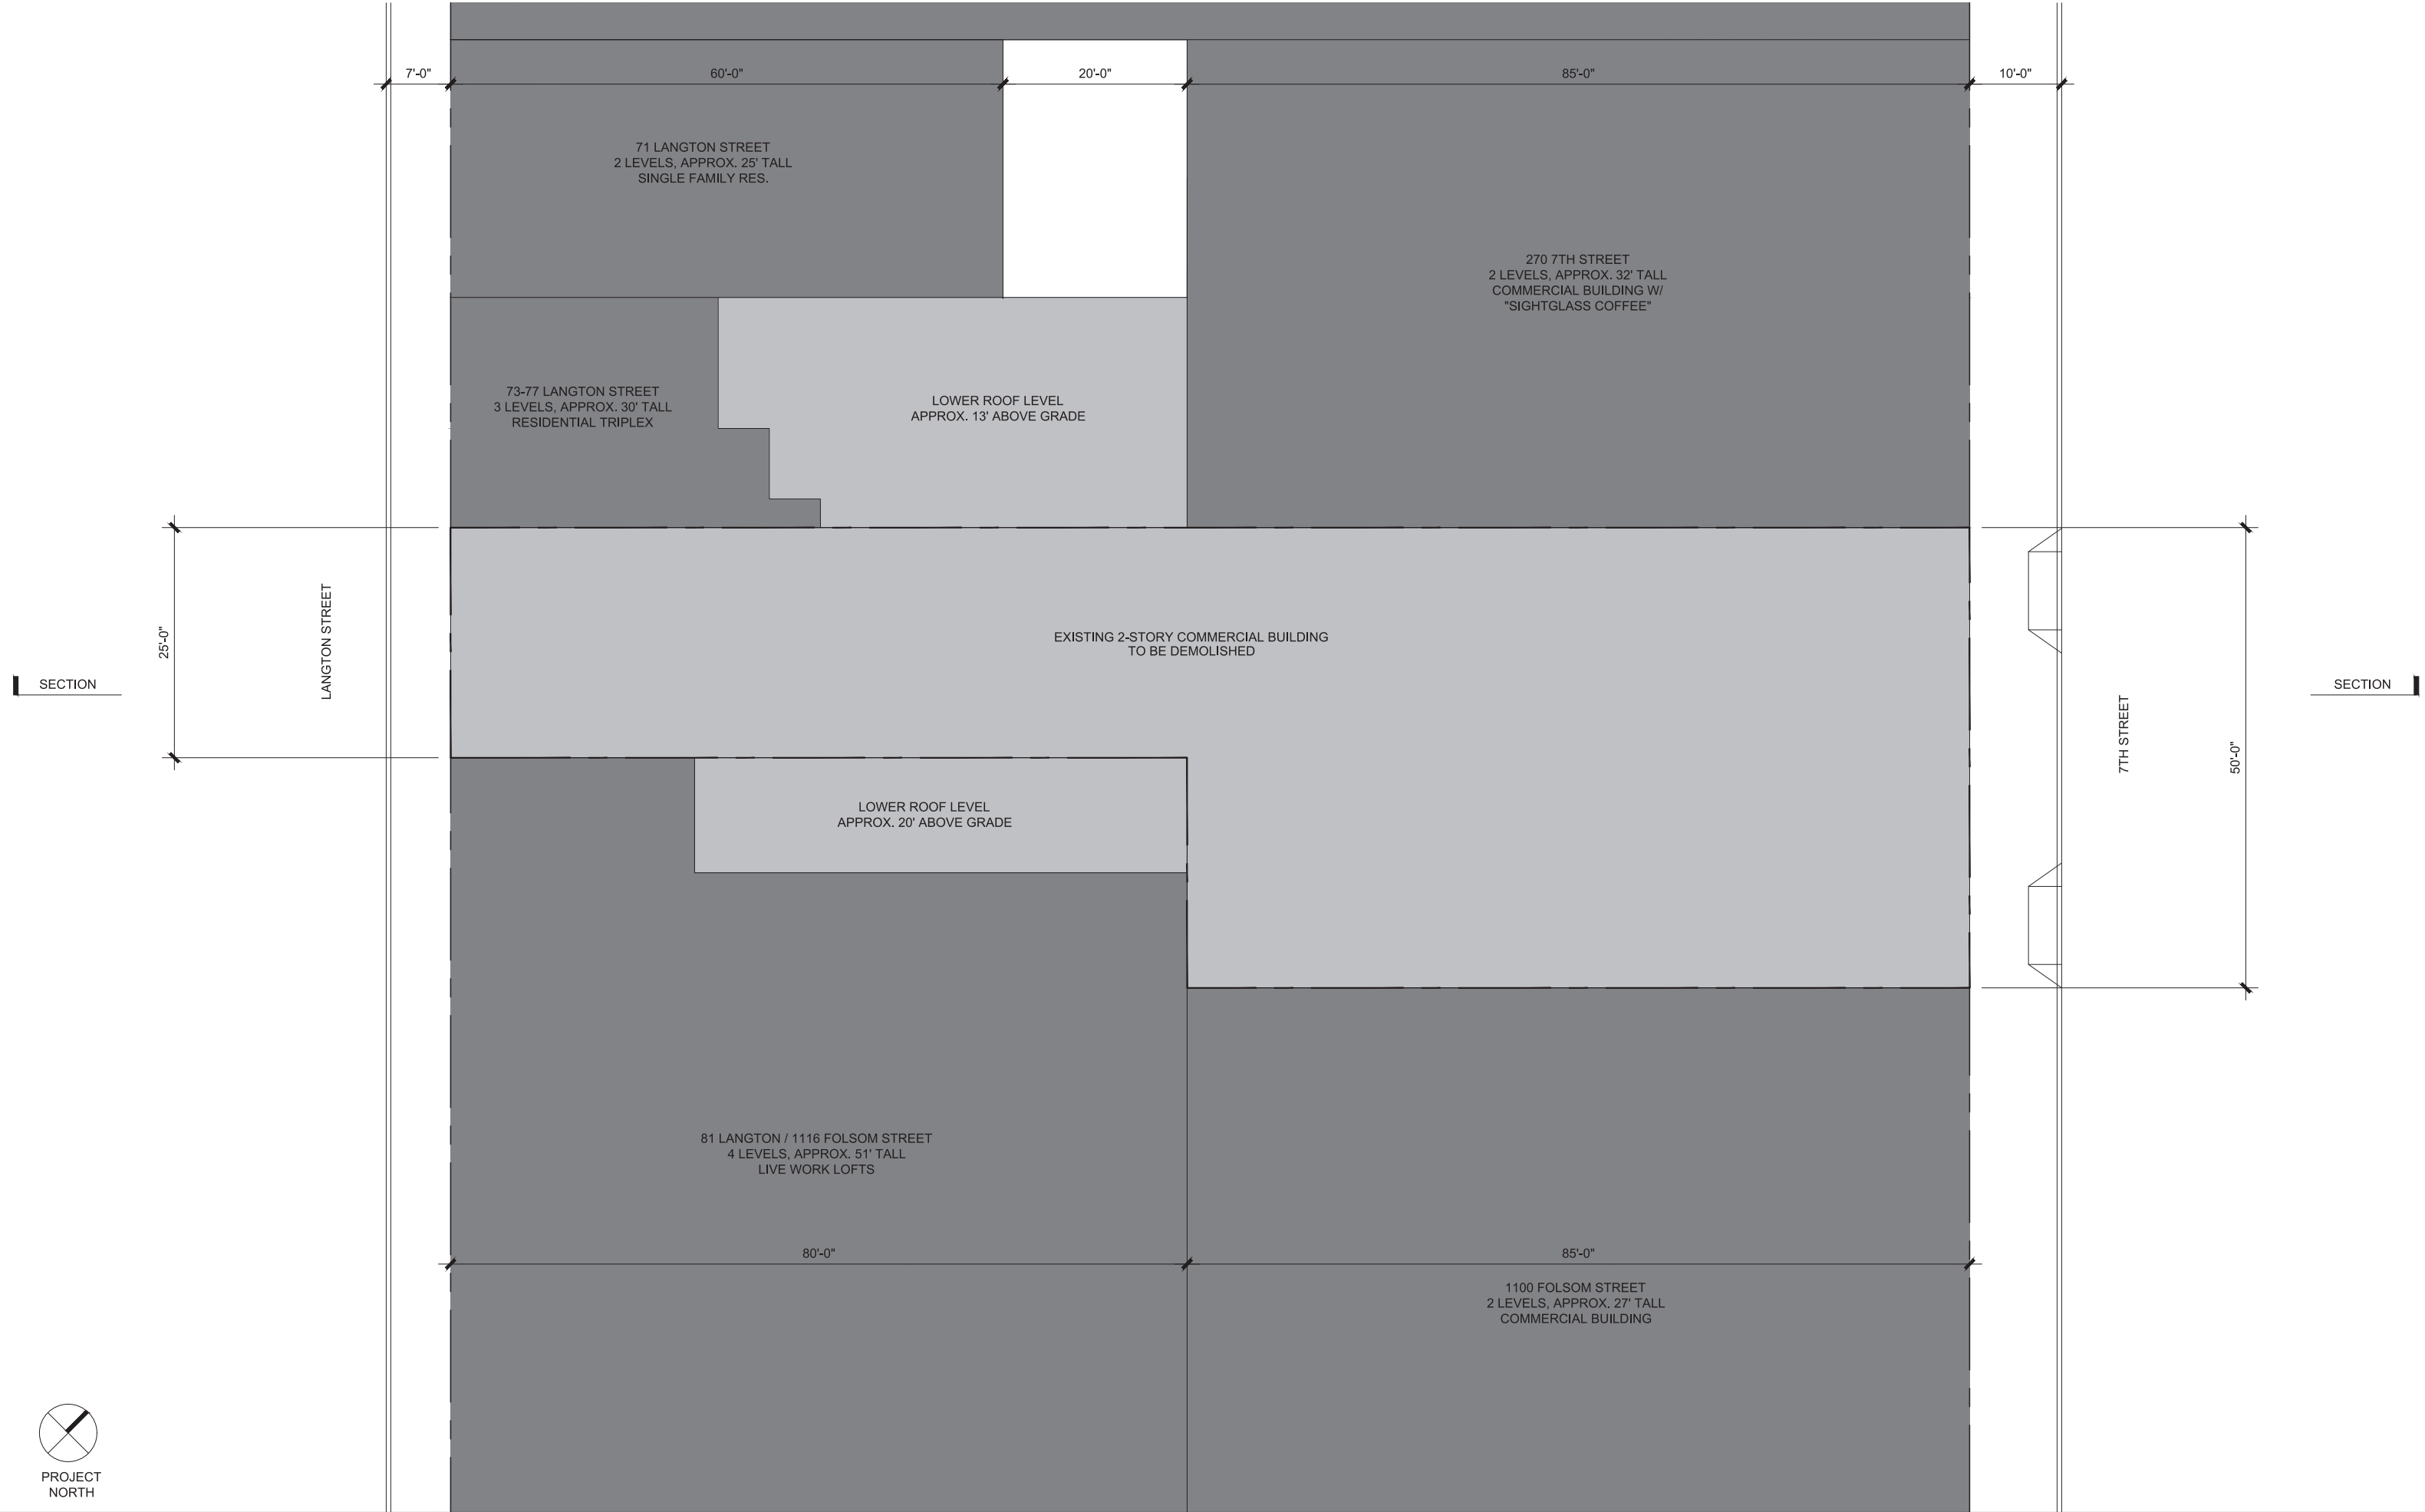 7'-0"
60'-0"
20'-0"
85'-0"
10'-0"
71 LANGTON STREET
2 LEVELS, APPROX. 25' TALL
SINGLE FAMILY RES.
270 7TH STREET
2 LEVELS, APPROX. 32' TALL
COMMERCIAL BUILDING W/
"SIGHTGLASS COFFEE"
73-77 LANGTON STREET
3 LEVELS, APPROX. 30' TALL
RESIDENTIAL TRIPLEX
LOWER ROOF LEVEL
APPROX. 13' ABOVE GRADE
25'-0"
LANGTON STREET
EXISTING 2-STORY COMMERCIAL BUILDING
TO BE DEMOLISHED
SECTION
SECTION
7TH STREET
50'-0"
LOWER ROOF LEVEL
APPROX. 20' ABOVE GRADE
81 LANGTON / 1116 FOLSOM STREET
4 LEVELS, APPROX. 51' TALL
LIVE WORK LOFTS
80'-0"
85'-0"
1100 FOLSOM STREET
2 LEVELS, APPROX. 27' TALL
COMMERCIAL BUILDING
PROJECT
NORTH